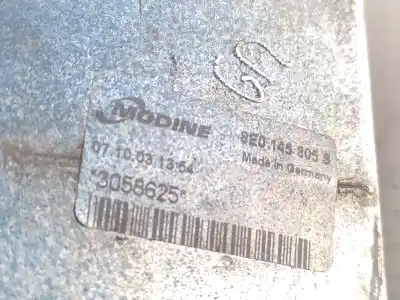 MODINE
8E0.145 805 S
07.10.03 13:54
Made in Germany
*3058625*